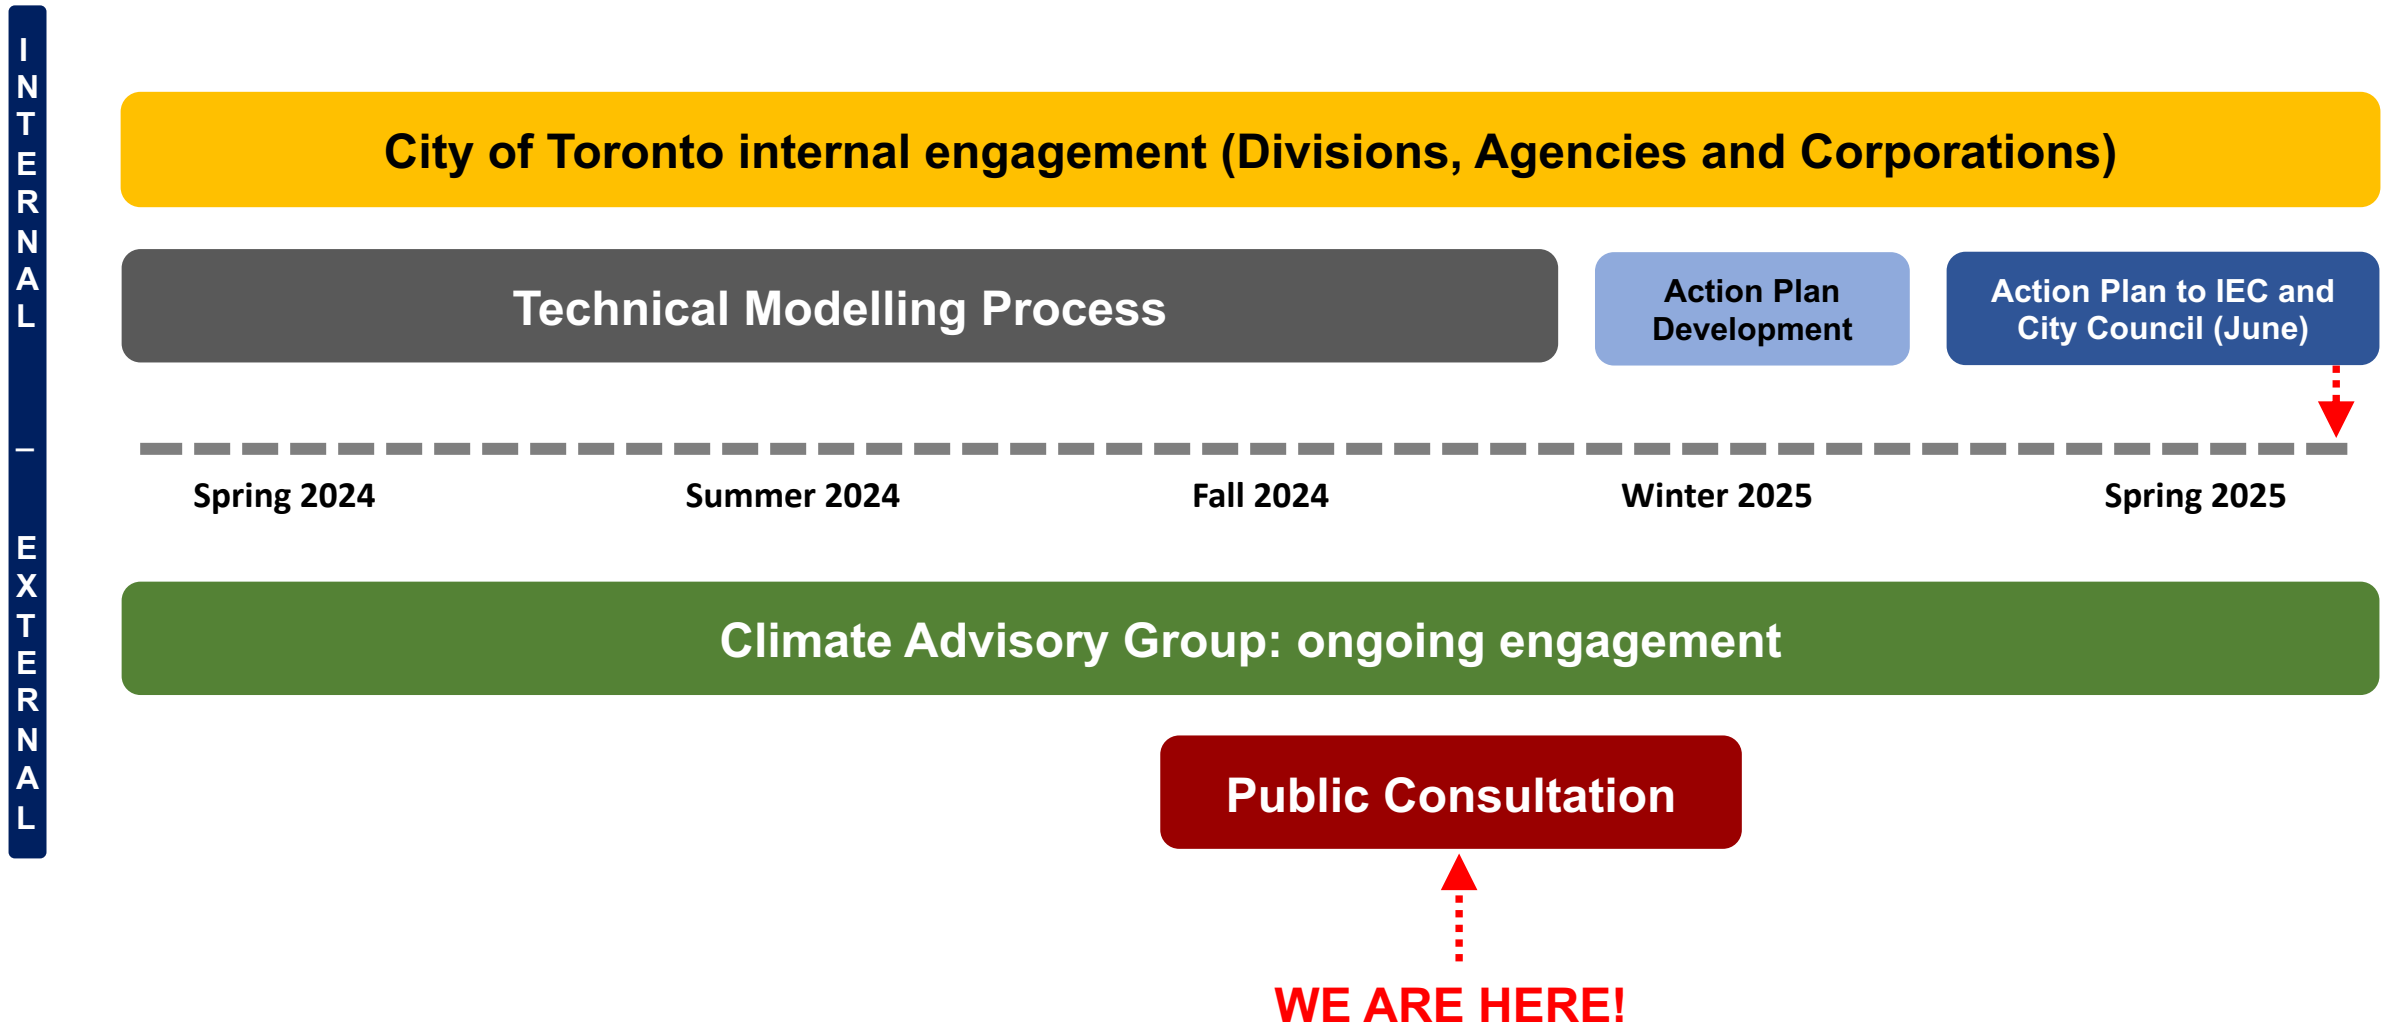 INTERNAL – EXTERNAL
City of Toronto internal engagement (Divisions, Agencies and Corporations)
Technical Modelling Process
Action Plan
Development
Action Plan to IEC and
City Council (June)
Spring 2024
Summer 2024
Fall 2024
Winter 2025
Spring 2025
Climate Advisory Group: ongoing engagement
Public Consultation
WE ARE HERE!